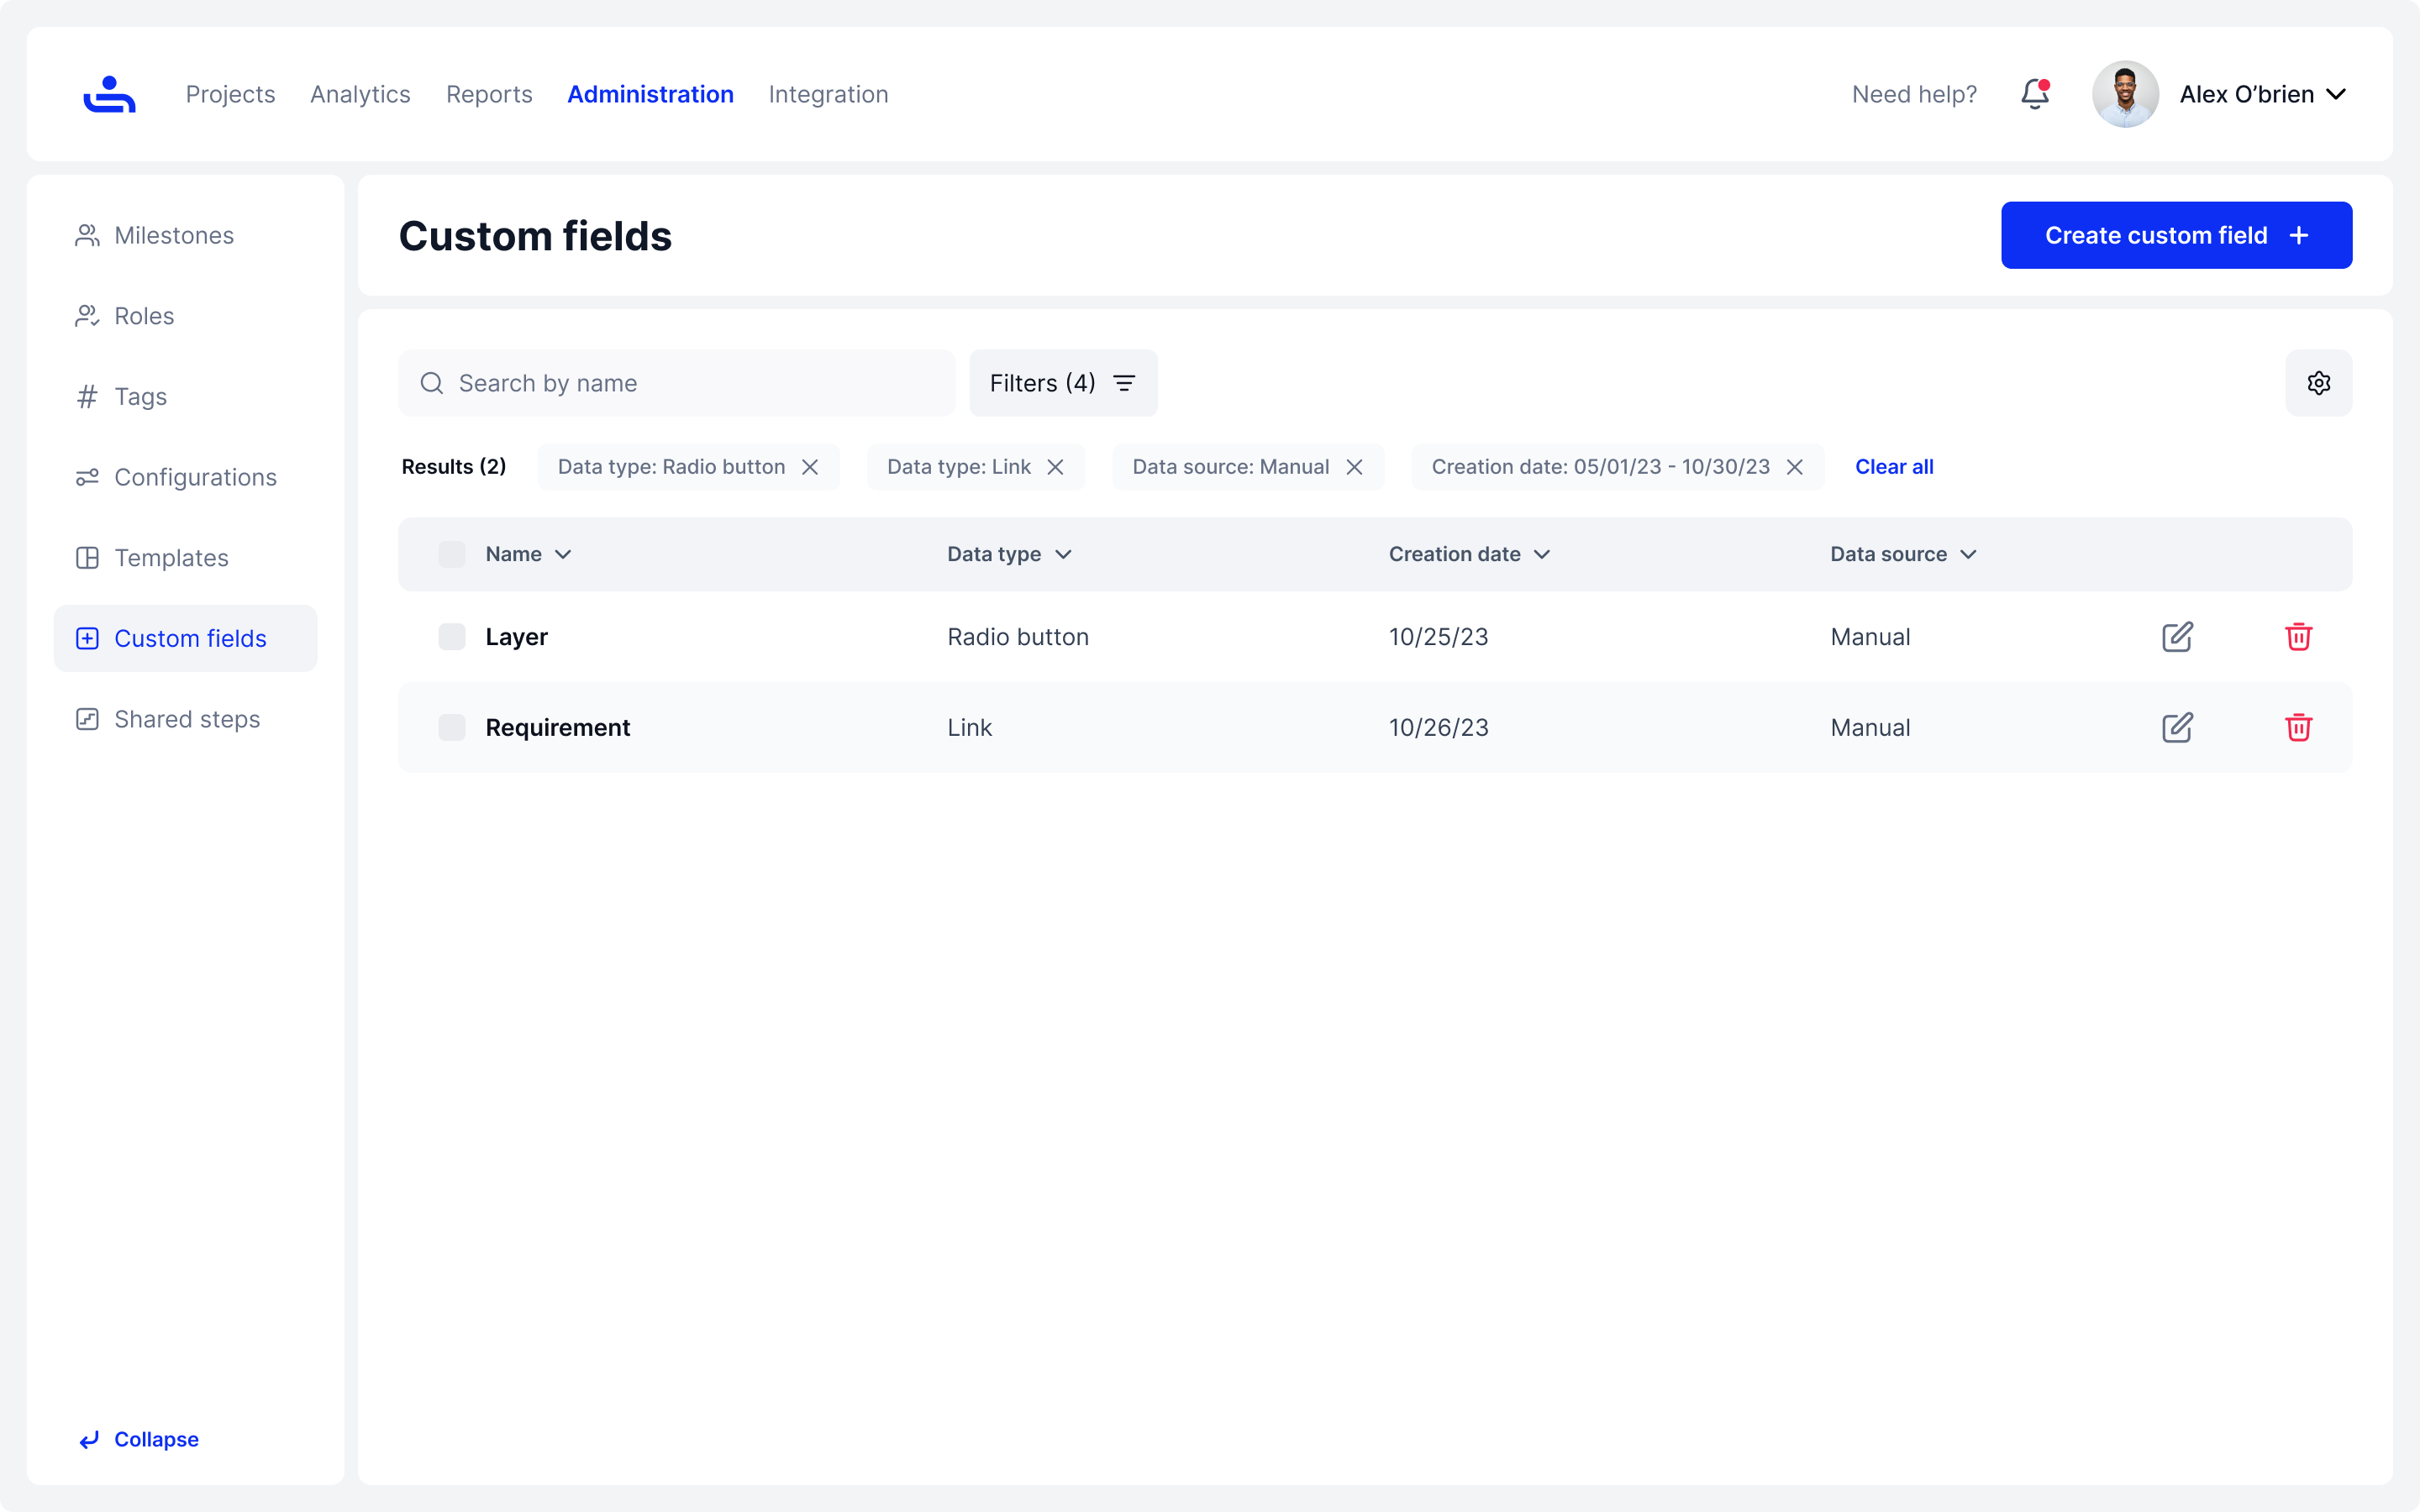 Projects Analytics Reports Administration Integration Need help? Alex O’brien
Milestones
Roles
Tags
Configurations
Templates
Custom fields
Shared steps
Collapse
Custom fields Create custom field
Search by name Filters (4)
Results (2) Data type: Radio button Data type: Link Data source: Manual Creation date: 05/01/23 - 10/30/23 Clear all
Name Data type Creation date Data source
Layer Radio button 10/25/23 Manual
Requirement Link 10/26/23 Manual